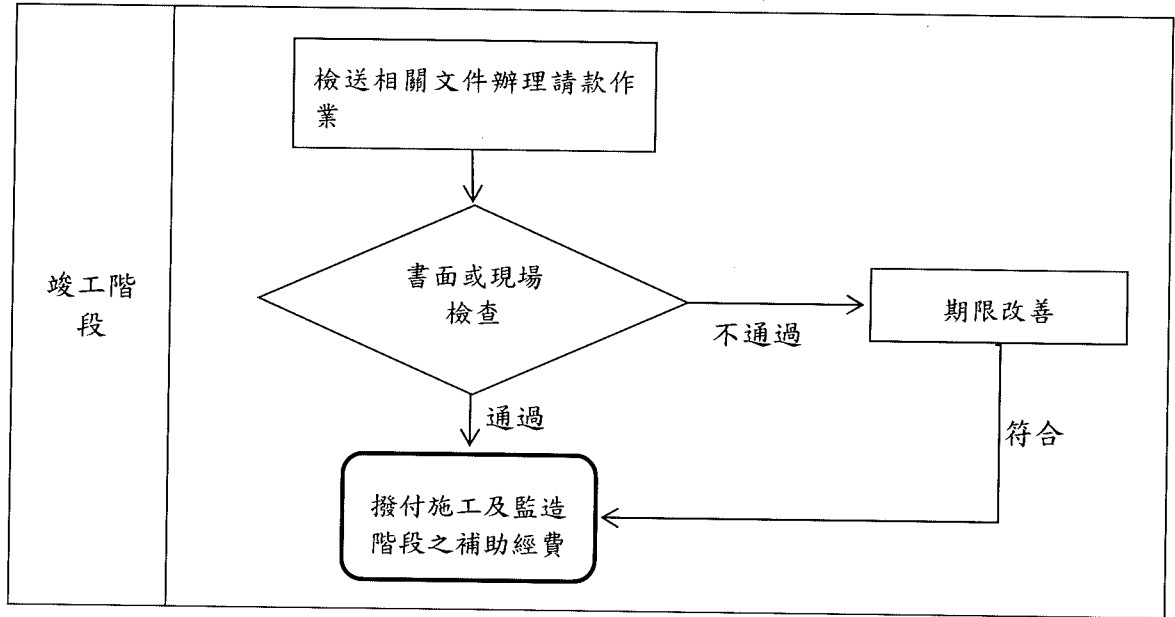 檢送相關文件辦理請款作
業
竣工階
段
書面或現場
檢查
不通過
期限改善
通過
符合
撥付施工及監造
階段之補助經費